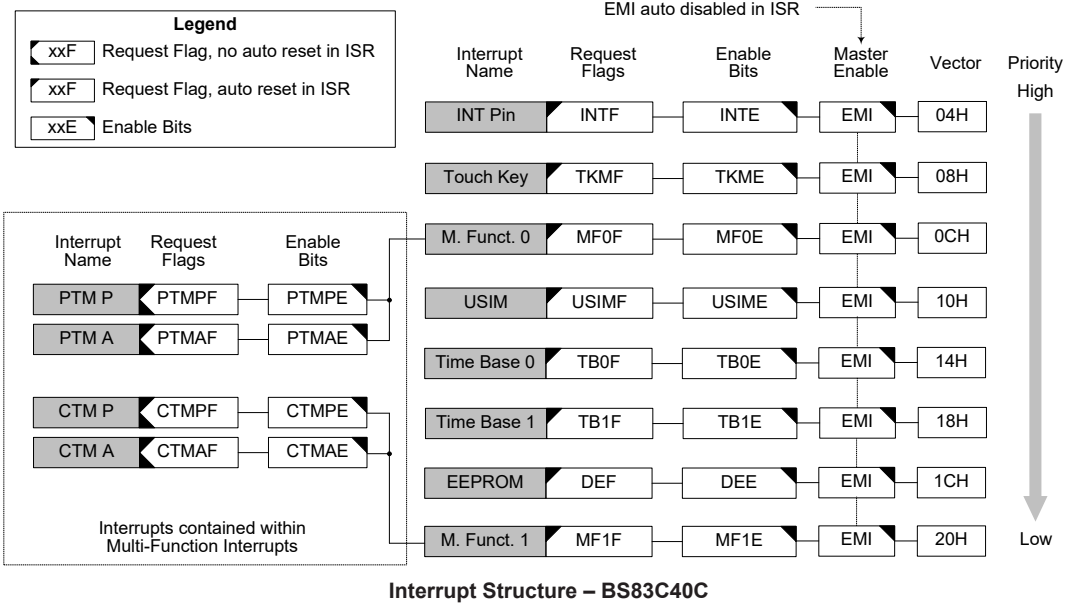 EMI auto disabled in ISR
Legend
xxF Request Flag, no auto reset in ISR
xxF Request Flag, auto reset in ISR
xxE Enable Bits
Interrupt Name Request Flags Enable Bits Master Enable Vector Priority
High
INT Pin INTF INTE EMI 04H
Touch Key TKMF TKME EMI 08H
M. Funct. 0 MF0F MF0E EMI 0CH
USIM USIMF USIME EMI 10H
Time Base 0 TB0F TB0E EMI 14H
Time Base 1 TB1F TB1E EMI 18H
EEPROM DEF DEE EMI 1CH
M. Funct. 1 MF1F MF1E EMI 20H Low
Interrupt Name Request Flags Enable Bits
PTM P PTMPF PTMPE
PTM A PTMAF PTMAE
CTM P CTMPF CTMPE
CTM A CTMAF CTMAE
Interrupts contained within
Multi-Function Interrupts
Interrupt Structure – BS83C40C